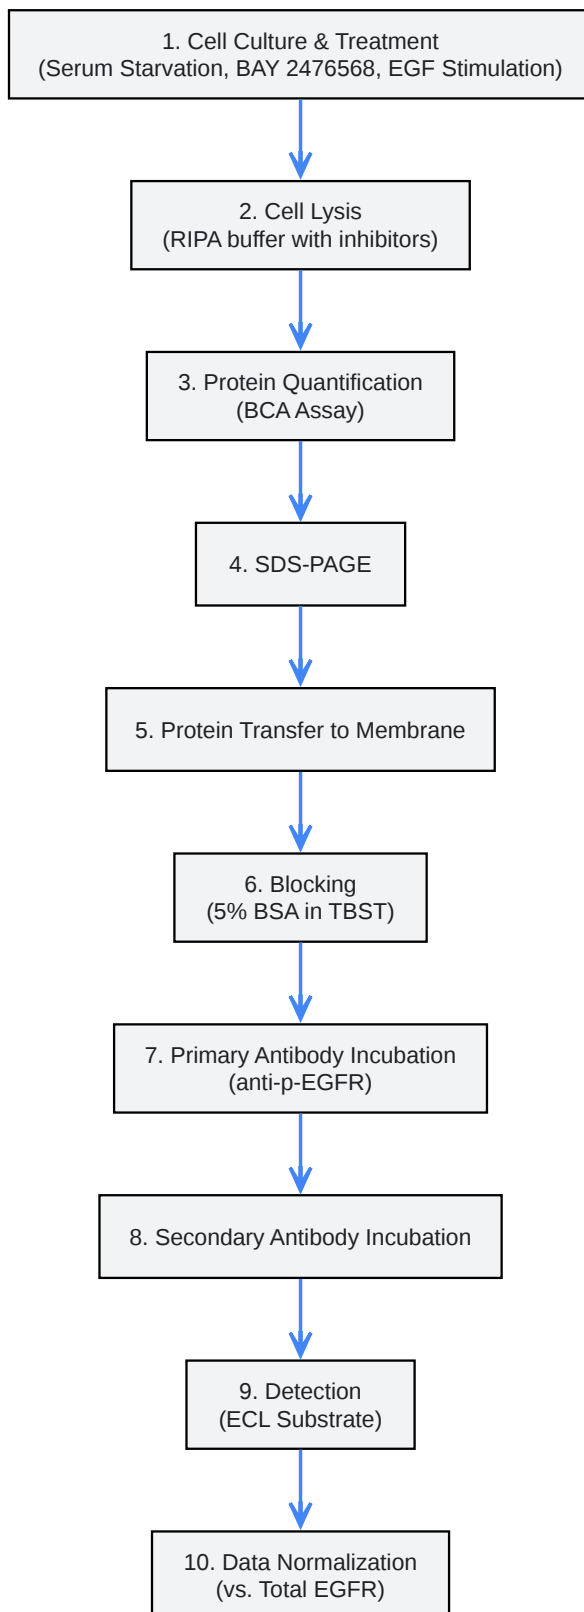 1. Cell Culture & Treatment
(Serum Starvation, BAY 2476568, EGF Stimulation)
2. Cell Lysis
(RIPA buffer with inhibitors)
3. Protein Quantification
(BCA Assay)
4. SDS-PAGE
5. Protein Transfer to Membrane
6. Blocking
(5% BSA in TBST)
7. Primary Antibody Incubation
(anti-p-EGFR)
8. Secondary Antibody Incubation
9. Detection
(ECL Substrate)
10. Data Normalization
(vs. Total EGFR)